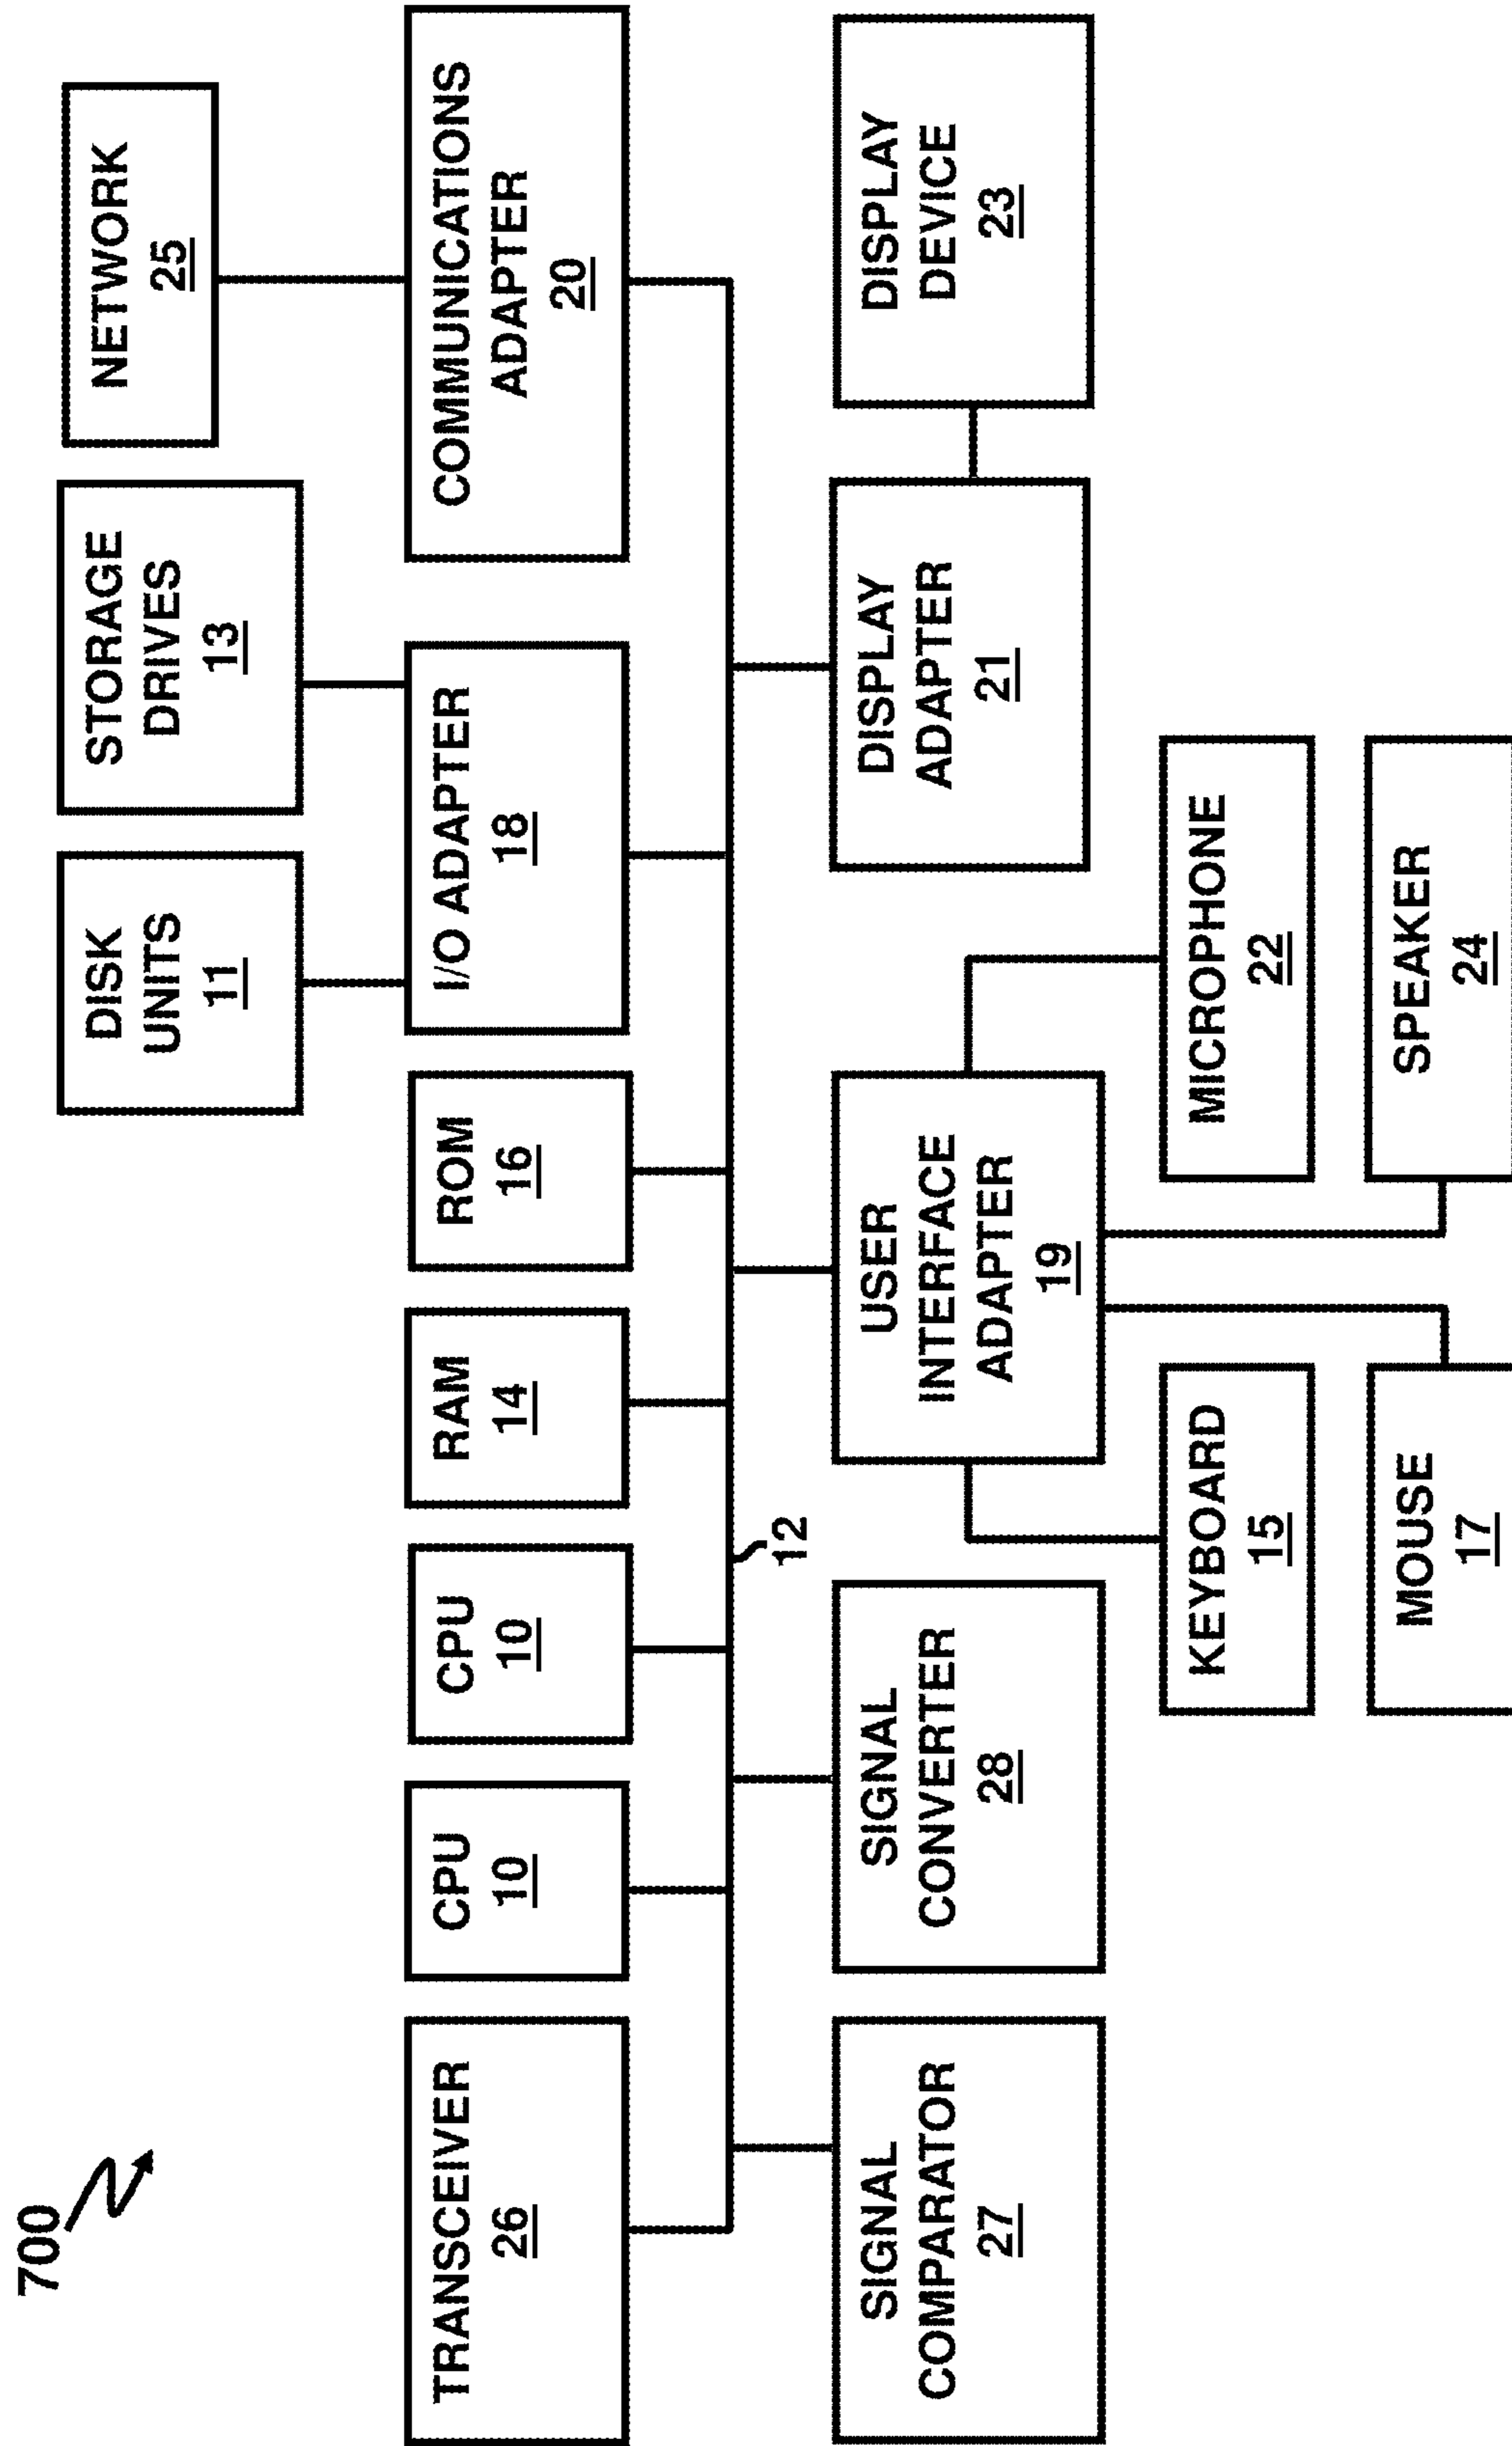 700
DISK
UNITS
11
STORAGE
DRIVES
13
NETWORK
25
TRANSCEIVER
26
CPU
10
CPU
10
RAM
14
ROM
16
I/O ADAPTER
18
COMMUNICATIONS
ADAPTER
20
12
SIGNAL
COMPARATOR
27
SIGNAL
CONVERTER
28
USER
INTERFACE
ADAPTER
19
DISPLAY
ADAPTER
21
DISPLAY
DEVICE
23
KEYBOARD
15
MICROPHONE
22
MOUSE
17
SPEAKER
24